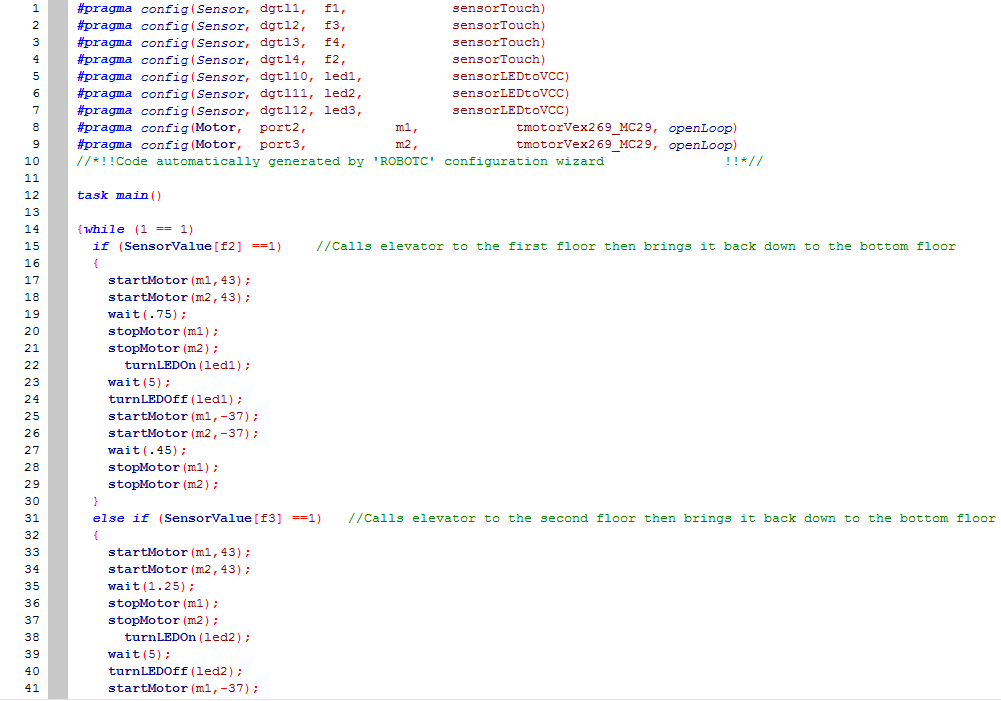 1 #pragma config(Sensor, dgtl1, f1, sensorTouch)
2 #pragma config(Sensor, dgtl2, f3, sensorTouch)
3 #pragma config(Sensor, dgtl3, f4, sensorTouch)
4 #pragma config(Sensor, dgtl4, f2, sensorTouch)
5 #pragma config(Sensor, dgtl10, led1, sensorLEDtoVCC)
6 #pragma config(Sensor, dgtl11, led2, sensorLEDtoVCC)
7 #pragma config(Sensor, dgtl12, led3, sensorLEDtoVCC)
8 #pragma config(Motor, port2, m1, tmotorVex269_MC29, openLoop)
9 #pragma config(Motor, port3, m2, tmotorVex269_MC29, openLoop)
10 //*!!Code automatically generated by 'ROBOTC' configuration wizard !!*//
11
12 task main()
13
14 {while (1 == 1)
15 if (SensorValue[f2] ==1) //Calls elevator to the first floor then brings it back down to the bottom floor
16 {
17 startMotor(m1,43);
18 startMotor(m2,43);
19 wait(.75);
20 stopMotor(m1);
21 stopMotor(m2);
22 turnLEDOn(led1);
23 wait(5);
24 turnLEDOff(led1);
25 startMotor(m1,-37);
26 startMotor(m2,-37);
27 wait(.45);
28 stopMotor(m1);
29 stopMotor(m2);
30 }
31 else if (SensorValue[f3] ==1) //Calls elevator to the second floor then brings it back down to the bottom floor
32 {
33 startMotor(m1,43);
34 startMotor(m2,43);
35 wait(1.25);
36 stopMotor(m1);
37 stopMotor(m2);
38 turnLEDOn(led2);
39 wait(5);
40 turnLEDOff(led2);
41 startMotor(m1,-37);